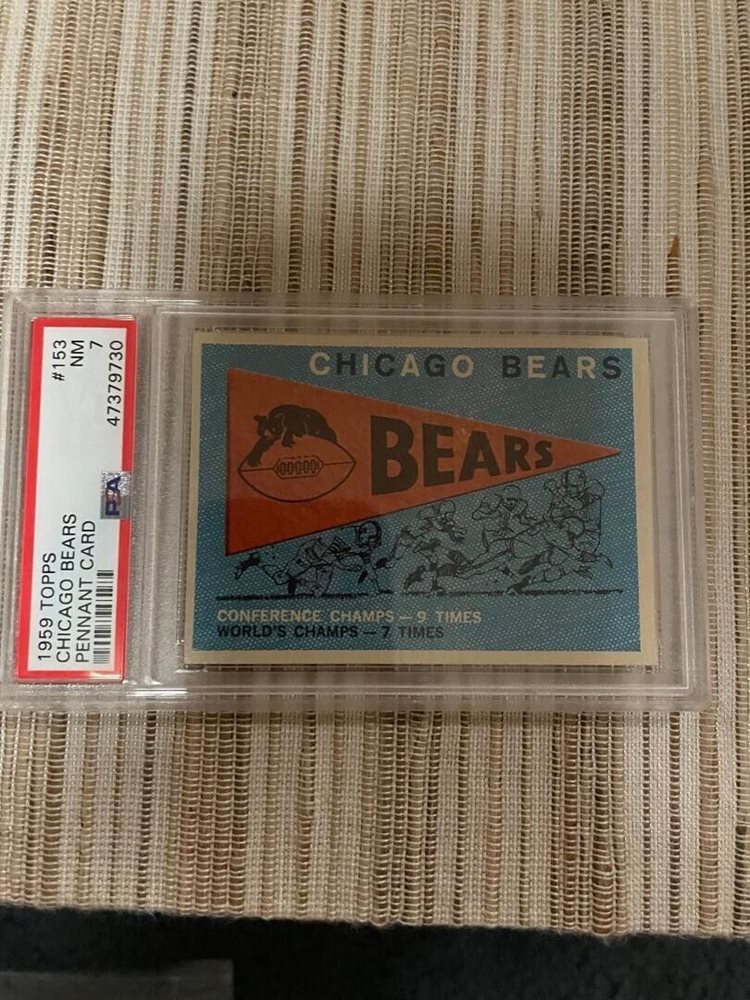 1959 TOPPS #153
CHICAGO BEARS NM
PENNANT CARD 7
PSA 47379730
CHICAGO BEARS
BEARS
CONFERENCE CHAMPS — 9 TIMES
WORLD'S CHAMPS — 7 TIMES